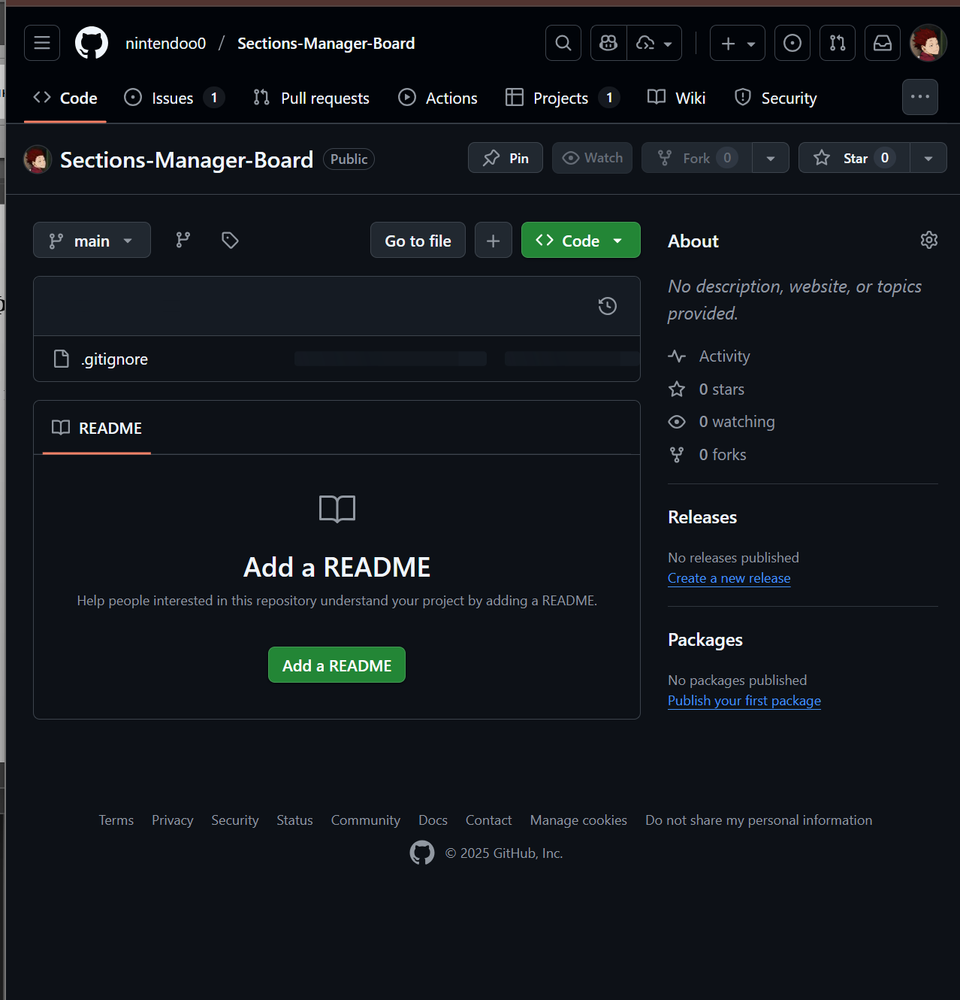 nintendoo0 / Sections-Manager-Board
Code Issues 1 Pull requests Actions Projects 1 Wiki Security
Sections-Manager-Board Public Pin Watch Fork 0 Star 0
main Go to file + Code
.gitignore
README
Add a README
Help people interested in this repository understand your project by adding a README.
Add a README
About
No description, website, or topics
provided.
Activity
0 stars
0 watching
0 forks
Releases
No releases published
Create a new release
Packages
No packages published
Publish your first package
Terms Privacy Security Status Community Docs Contact Manage cookies Do not share my personal information
© 2025 GitHub, Inc.